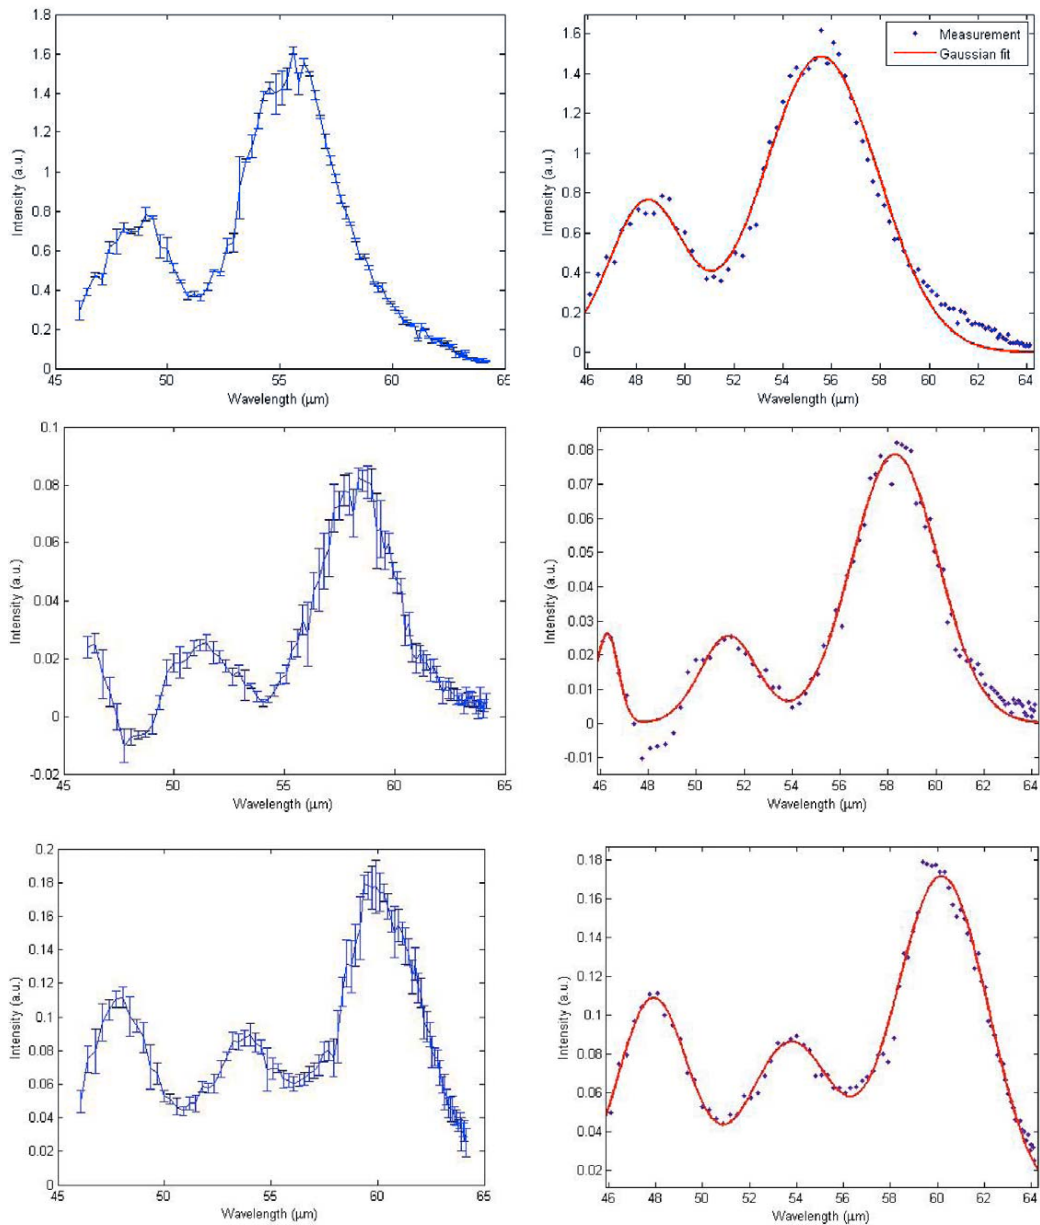 1.8
1.6
1.4
1.2
1
0.8
0.6
0.4
0.2
0
45 50 55 60 65
Wavelength (μm)
Intensity (a.u.)
1.6
1.4
1.2
1
0.8
0.6
0.4
0.2
0
46 48 50 52 54 56 58 60 62 64
Wavelength (μm)
Intensity (a.u.)
Measurement
Gaussian fit
0.1
0.08
0.06
0.04
0.02
0
-0.02
45 50 55 60 65
Wavelength (μm)
Intensity (a.u.)
0.08
0.07
0.06
0.05
0.04
0.03
0.02
0.01
0
-0.01
46 48 50 52 54 56 58 60 62 64
Wavelength (μm)
Intensity (a.u.)
0.2
0.18
0.16
0.14
0.12
0.1
0.08
0.06
0.04
0.02
0
45 50 55 60 65
Wavelength (μm)
Intensity (a.u.)
0.18
0.16
0.14
0.12
0.1
0.08
0.06
0.04
0.02
46 48 50 52 54 56 58 60 62 64
Wavelength (μm)
Intensity (a.u.)